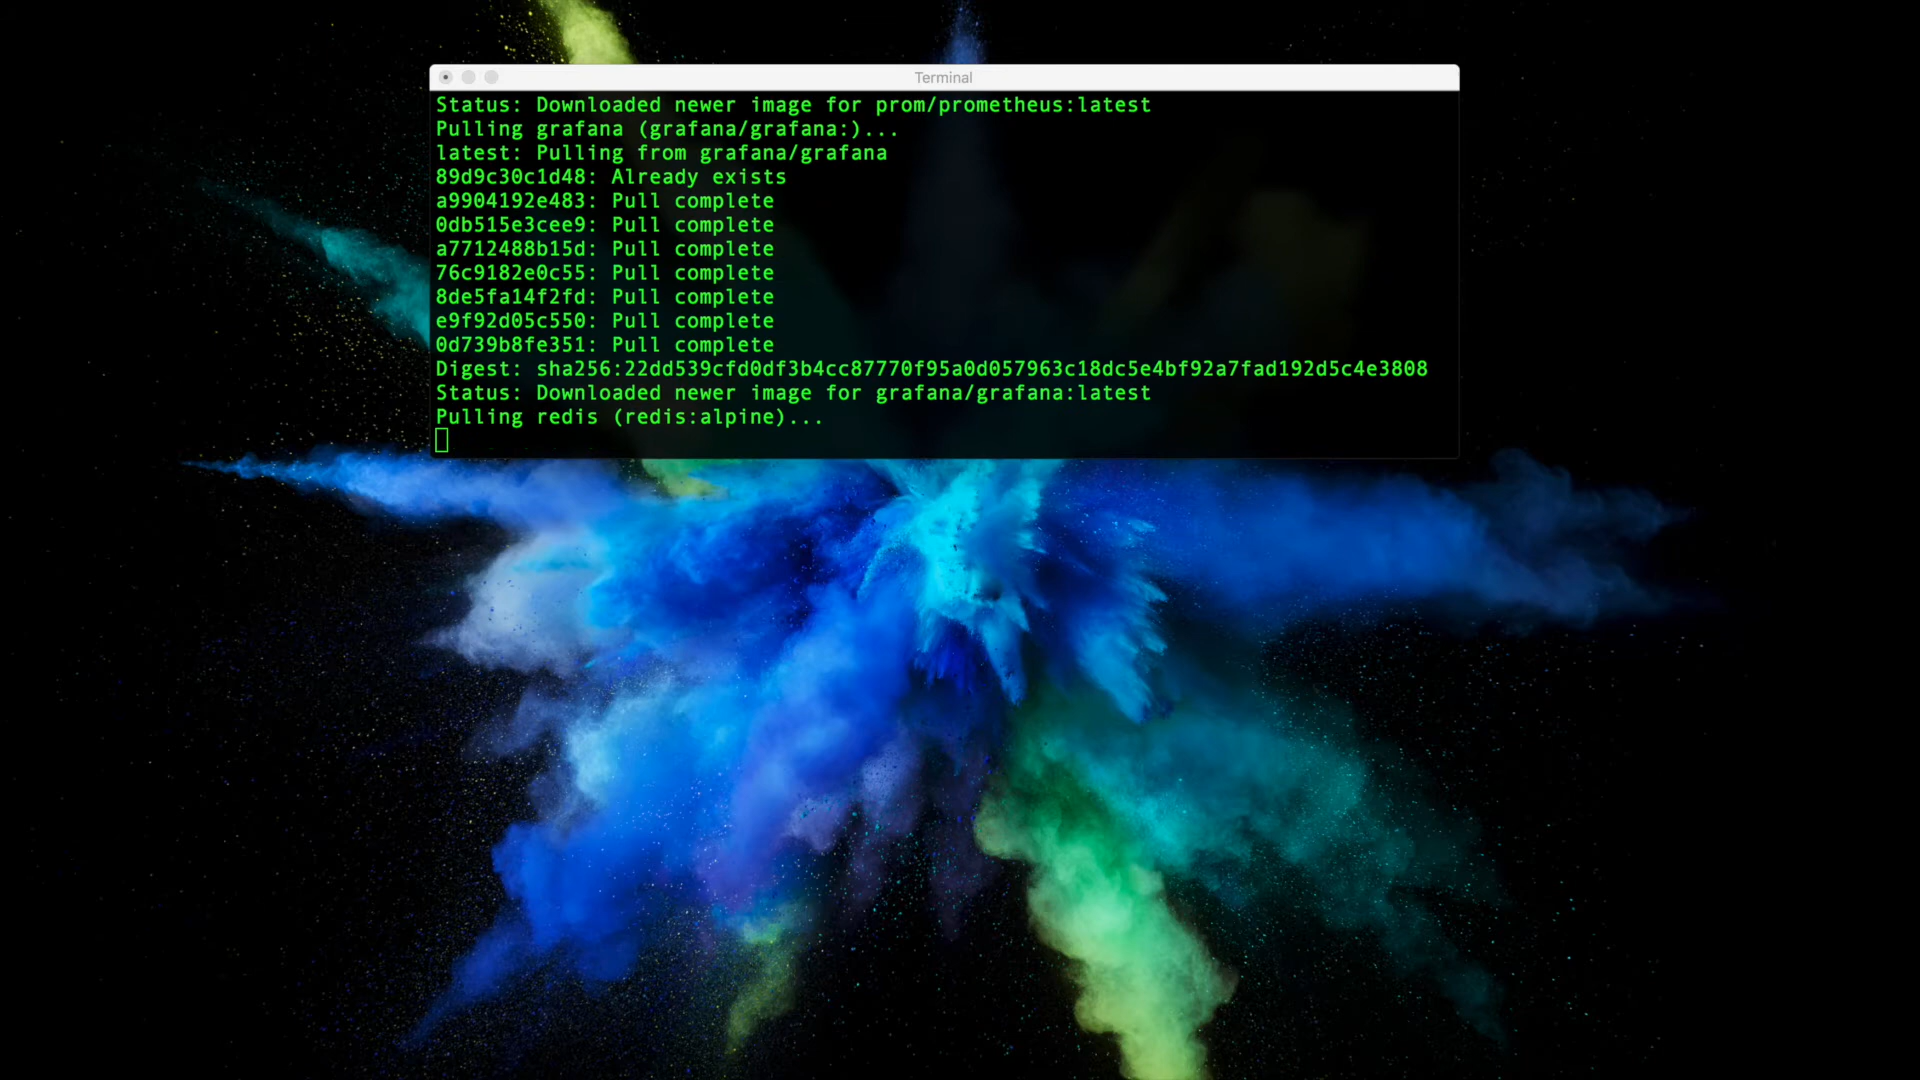 Terminal
Status: Downloaded newer image for prom/prometheus:latest
Pulling grafana (grafana/grafana:)...
latest: Pulling from grafana/grafana
89d9c30c1d48: Already exists
a9904192e483: Pull complete
0db515e3cee9: Pull complete
a7712488b15d: Pull complete
76c9182e0c55: Pull complete
8de5fa14f2fd: Pull complete
e9f92d05c550: Pull complete
0d739b8fe351: Pull complete
Digest: sha256:22dd539cfd0df3b4cc87770f95a0d057963c18dc5e4bf92a7fad192d5c4e3808
Status: Downloaded newer image for grafana/grafana:latest
Pulling redis (redis:alpine)...